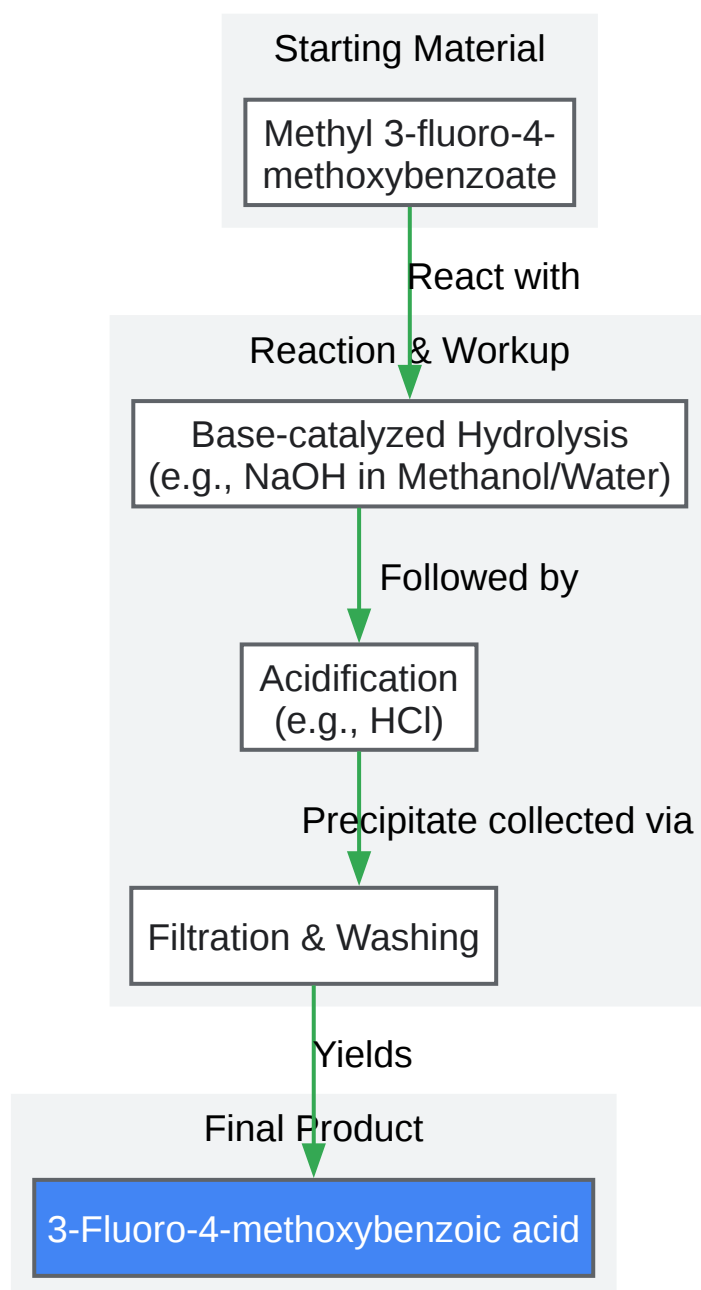 Starting Material
Methyl 3-fluoro-4-
methoxybenzoate
React with
Reaction & Workup
Base-catalyzed Hydrolysis
(e.g., NaOH in Methanol/Water)
Followed by
Acidification
(e.g., HCl)
Precipitate collected via
Filtration & Washing
Yields
Final Product
3-Fluoro-4-methoxybenzoic acid